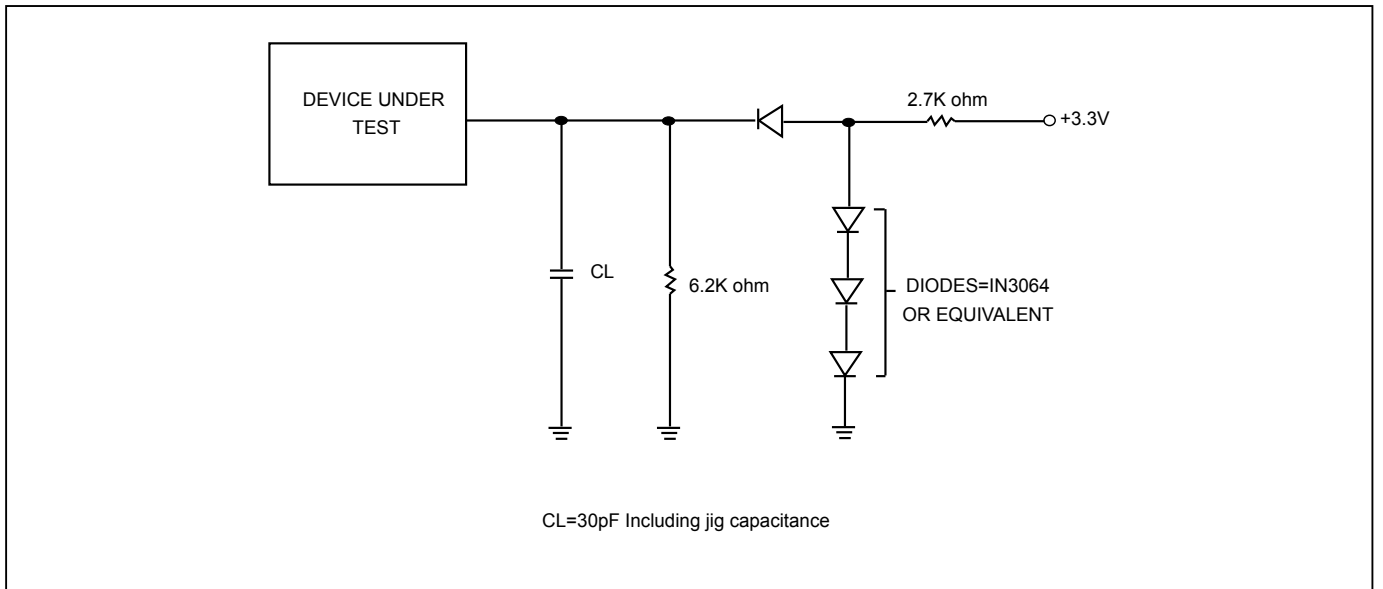 DEVICE UNDER
TEST
2.7K ohm
+3.3V
CL
6.2K ohm
DIODES=IN3064
OR EQUIVALENT
CL=30pF Including jig capacitance